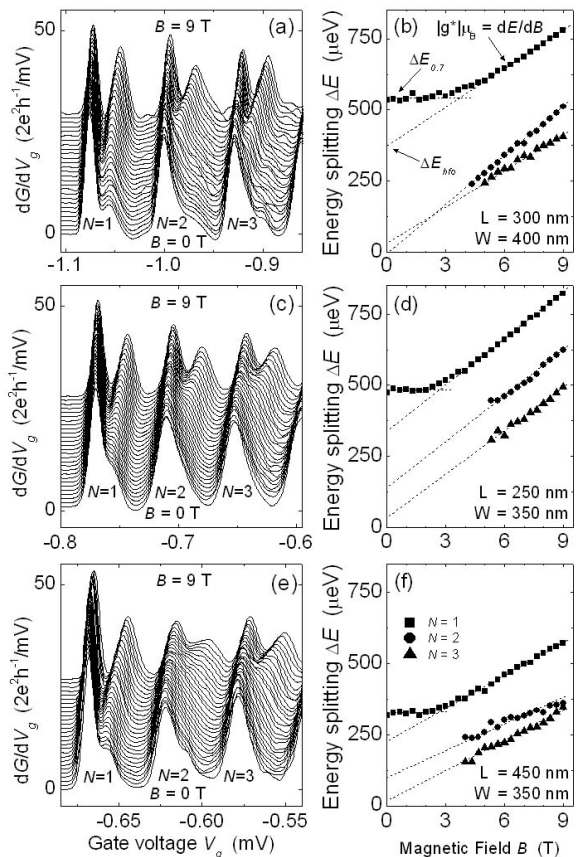 (a)
B = 9 T
50
dG/dV_g (2e²h⁻¹/mV)
N=1 N=2 N=3
B = 0 T
0
-1.1 -1.0 -0.9
(b)
|g*|μ_B = dE/dB
ΔE_0.7
ΔE_hfo
Energy splitting ΔE (μeV)
750
500
250
0
L = 300 nm
W = 400 nm
0 3 6 9
(c)
B = 9 T
50
dG/dV_g (2e²h⁻¹/mV)
N=1 N=2 N=3
B = 0 T
0
-0.8 -0.7 -0.6
(d)
Energy splitting ΔE (μeV)
750
500
250
0
L = 250 nm
W = 350 nm
0 3 6 9
(e)
B = 9 T
50
dG/dV_g (2e²h⁻¹/mV)
N=1 N=2 N=3
B = 0 T
0
-0.65 -0.60 -0.55
Gate voltage V_g (mV)
(f)
N = 1
N = 2
N = 3
Energy splitting ΔE (μeV)
750
500
250
0
L = 450 nm
W = 350 nm
0 3 6 9
Magnetic Field B (T)